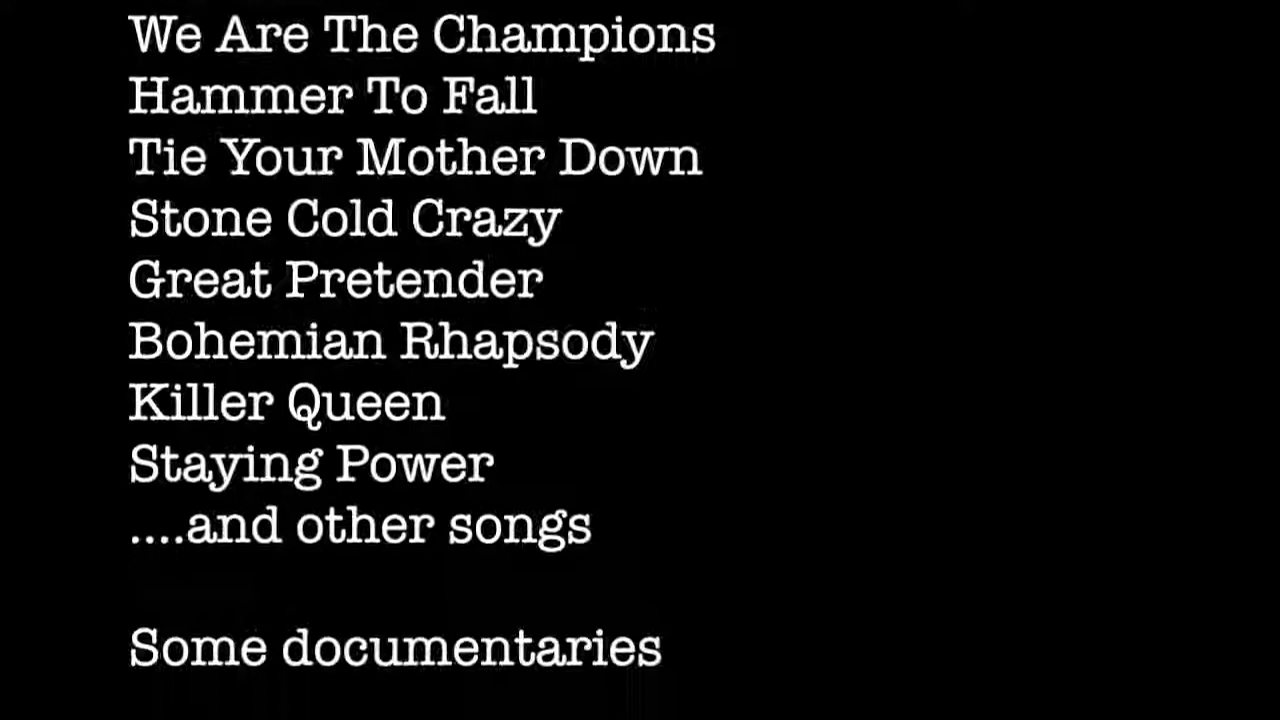 We Are The Champions
Hammer To Fall
Tie Your Mother Down
Stone Cold Crazy
Great Pretender
Bohemian Rhapsody
Killer Queen
Staying Power
....and other songs
Some documentaries